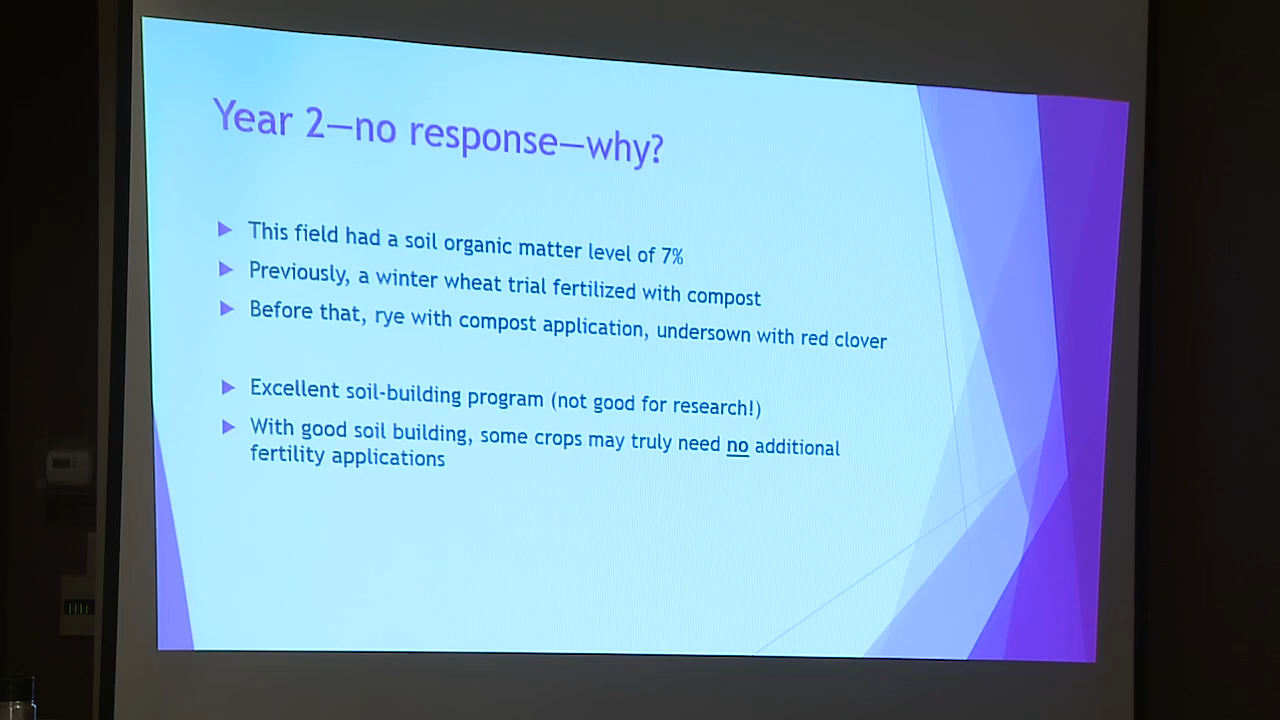 Year 2—no response—why?
This field had a soil organic matter level of 7%
Previously, a winter wheat trial fertilized with compost
Before that, rye with compost application, undersown with red clover
Excellent soil-building program (not good for research!)
With good soil building, some crops may truly need no additional
fertility applications